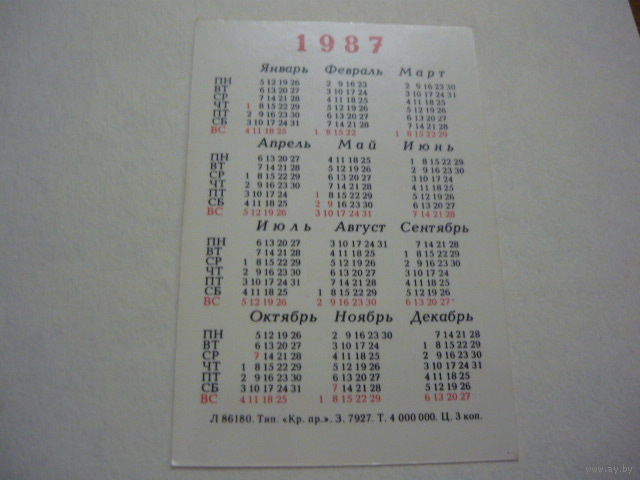 1987
Январь Февраль Март
ПН 5 12 19 26 2 9 16 23 2 9 16 23 30
ВТ 6 13 20 27 3 10 17 24 3 10 17 24 31
СР 7 14 21 28 4 11 18 25 4 11 18 25
ЧТ 1 8 15 22 29 5 12 19 26 5 12 19 26
ПТ 2 9 16 23 30 6 13 20 27 6 13 20 27
СБ 3 10 17 24 31 7 14 21 28 7 14 21 28
ВС 4 11 18 25 1 8 15 22 1 8 15 22 29
Апрель Май Июнь
ПН 6 13 20 27 4 11 18 25 1 8 15 22 29
ВТ 7 14 21 28 5 12 19 26 2 9 16 23 30
СР 1 8 15 22 29 6 13 20 27 3 10 17 24
ЧТ 2 9 16 23 30 7 14 21 28 4 11 18 25
ПТ 3 10 17 24 1 8 15 22 29 5 12 19 26
СБ 4 11 18 25 2 9 16 23 30 6 13 20 27
ВС 5 12 19 26 3 10 17 24 31 7 14 21 28
Июль Август Сентябрь
ПН 6 13 20 27 3 10 17 24 31 7 14 21 28
ВТ 7 14 21 28 4 11 18 25 1 8 15 22 29
СР 1 8 15 22 29 5 12 19 26 2 9 16 23 30
ЧТ 2 9 16 23 30 6 13 20 27 3 10 17 24
ПТ 3 10 17 24 31 7 14 21 28 4 11 18 25
СБ 4 11 18 25 1 8 15 22 29 5 12 19 26
ВС 5 12 19 26 2 9 16 23 30 6 13 20 27
Октябрь Ноябрь Декабрь
ПН 5 12 19 26 2 9 16 23 30 7 14 21 28
ВТ 6 13 20 27 3 10 17 24 1 8 15 22 29
СР 7 14 21 28 4 11 18 25 2 9 16 23 30
ЧТ 1 8 15 22 29 5 12 19 26 3 10 17 24 31
ПТ 2 9 16 23 30 6 13 20 27 4 11 18 25
СБ 3 10 17 24 31 7 14 21 28 5 12 19 26
ВС 4 11 18 25 1 8 15 22 29 6 13 20 27
Л 86180. Тип. «Кр. пр.». З. 7927. Т. 4 000 000. Ц. 3 коп.
www.ay.by